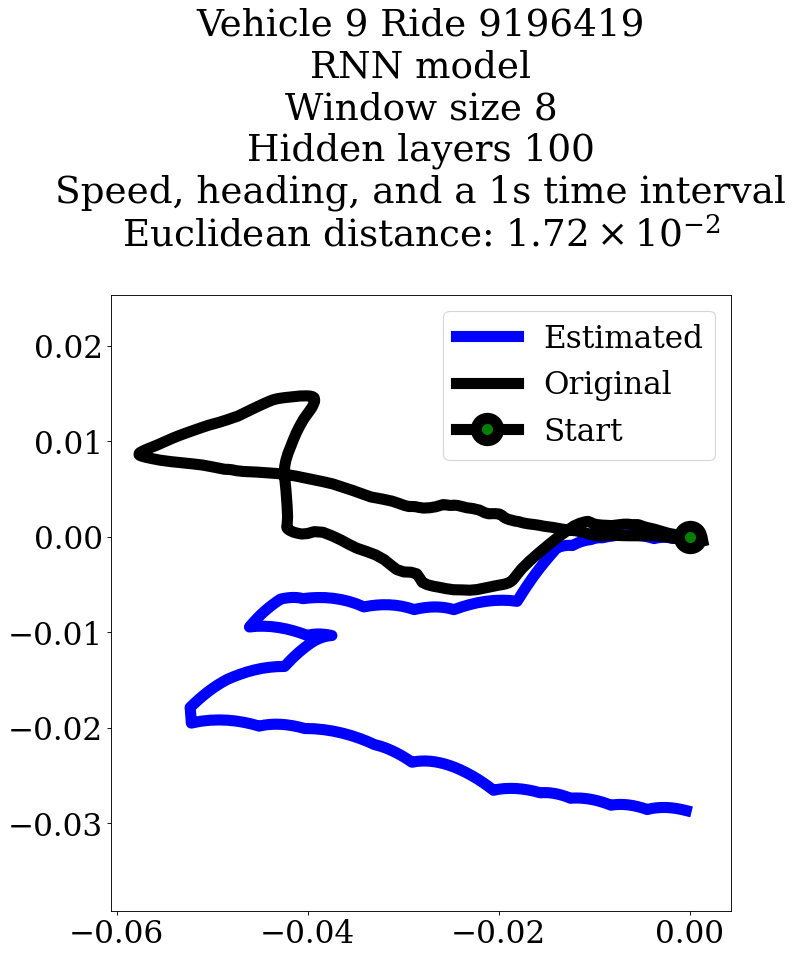 Vehicle 9 Ride 9196419
RNN model
Window size 8
Hidden layers 100
Speed, heading, and a 1s time interval
Euclidean distance: 1.72 × 10⁻²
Estimated
Original
Start
0.02
0.01
0.00
−0.01
−0.02
−0.03
−0.06 −0.04 −0.02 0.00